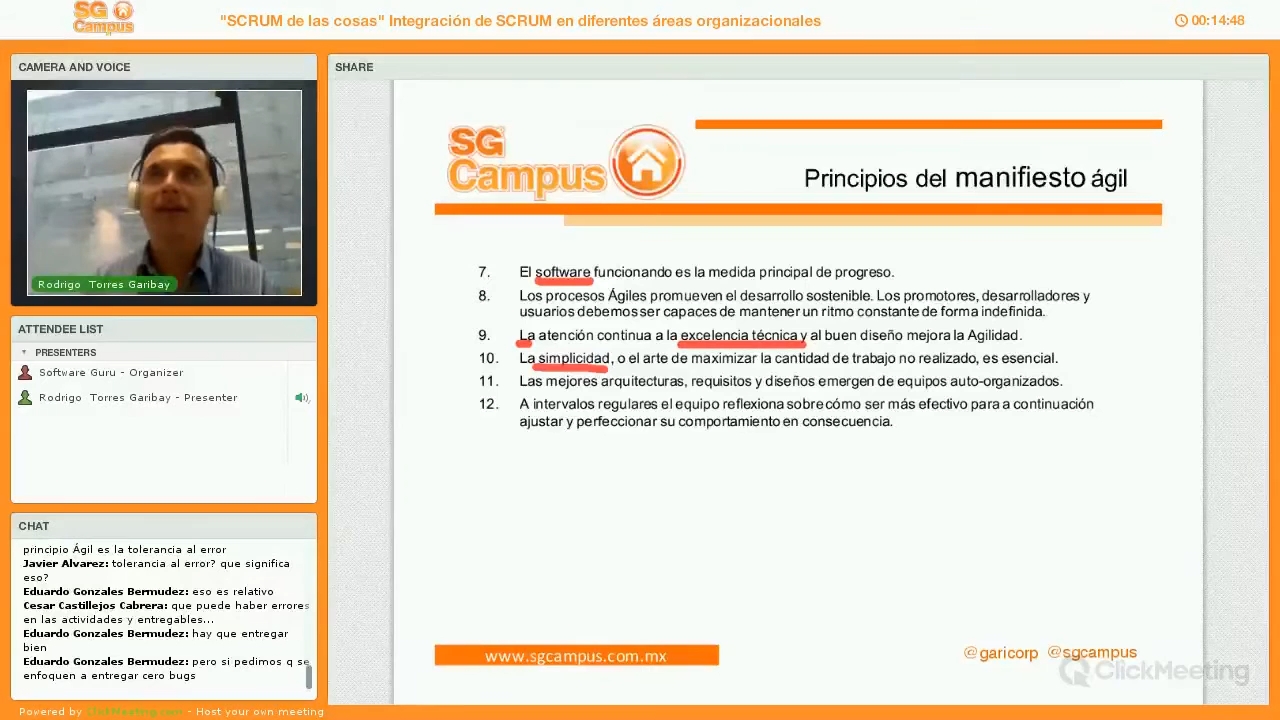 SG
Campus
"SCRUM de las cosas" Integración de SCRUM en diferentes áreas organizacionales
00:14:48
CAMERA AND VOICE
Rodrigo Torres Garibay
ATTENDEE LIST
PRESENTERS
Software Guru - Organizer
Rodrigo Torres Garibay - Presenter
CHAT
principio Ágil es la tolerancia al error
Javier Alvarez: tolerancia al error? que significa
eso?
Eduardo Gonzales Bermudez: eso es relativo
Cesar Castillejos Cabrera: que puede haber errores
en las actividades y entregables...
Eduardo Gonzales Bermudez: hay que entregar
bien
Eduardo Gonzales Bermudez: pero si pedimos q se
enfoquen a entregar cero bugs
SHARE
SG
Campus
Principios del manifiesto ágil
7. El software funcionando es la medida principal de progreso.
8. Los procesos Ágiles promueven el desarrollo sostenible. Los promotores, desarrolladores y
usuarios debemos ser capaces de mantener un ritmo constante de forma indefinida.
9. La atención continua a la excelencia técnica y al buen diseño mejora la Agilidad.
10. La simplicidad, o el arte de maximizar la cantidad de trabajo no realizado, es esencial.
11. Las mejores arquitecturas, requisitos y diseños emergen de equipos auto-organizados.
12. A intervalos regulares el equipo reflexiona sobre cómo ser más efectivo para a continuación
ajustar y perfeccionar su comportamiento en consecuencia.
www.sgcampus.com.mx
@garicorp @sgcampus
ClickMeeting
Powered by ClickMeeting.com - Host your own meeting